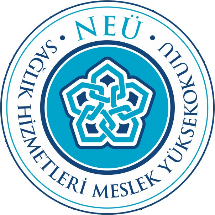 • NEÜ •
SAĞLIK HİZMETLERİ MESLEK YÜKSEKOKULU